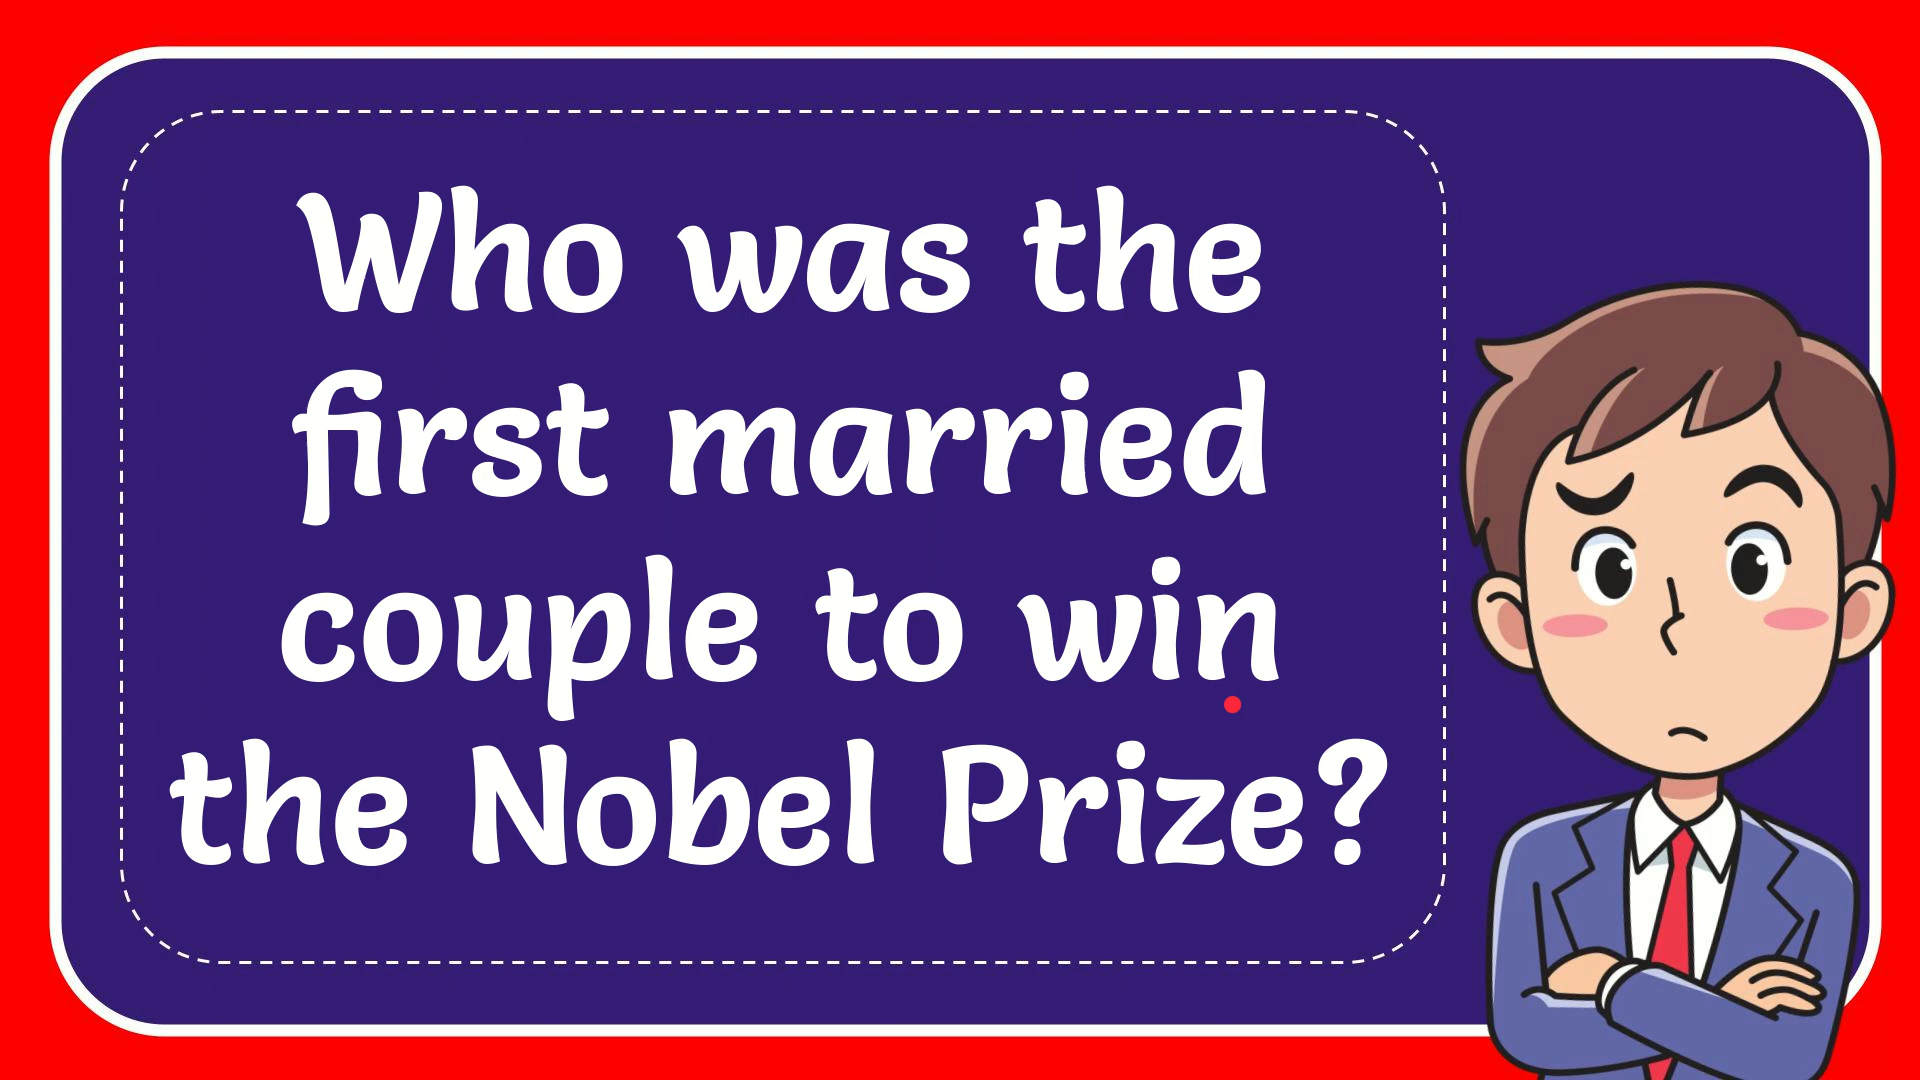 Who was the
first married
couple to win
the Nobel Prize?